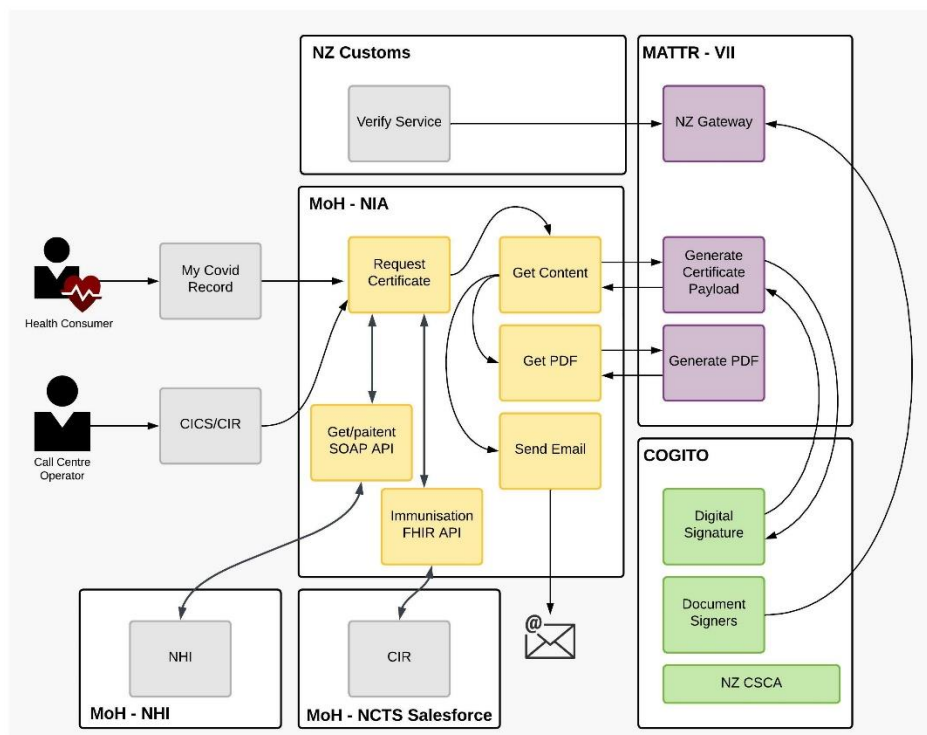 NZ Customs
MATTR - VII
Verify Service
NZ Gateway
MoH - NIA
My Covid
Record
Request
Certificate
Get Content
Generate
Certificate
Payload
Health Consumer
Get PDF
Generate PDF
CICS/CIR
Get/paitent
SOAP API
Send Email
Call Centre
Operator
COGITO
Immunisation
FHIR API
Digital
Signature
Document
Signers
@
NHI
CIR
NZ CSCA
MoH - NHI
MoH - NCTS Salesforce